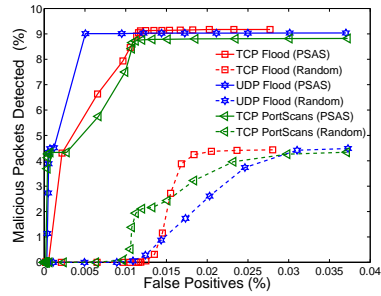 Malicious Packets Detected (%)
10
9
8
7
6
5
4
3
2
1
0
TCP Flood (PSAS)
TCP Flood (Random)
UDP Flood (PSAS)
UDP Flood (Random)
TCP PortScans (PSAS)
TCP PortScans (Random)
0 0.005 0.01 0.015 0.02 0.025 0.03 0.035 0.04
False Positives (%)